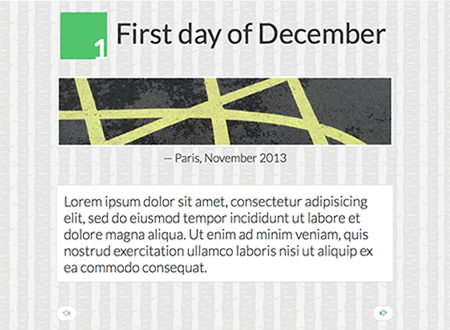 1
First day of December
— Paris, November 2013
Lorem ipsum dolor sit amet, consectetur adipisicing
elit, sed do eiusmod tempor incididunt ut labore et
dolore magna aliqua. Ut enim ad minim veniam, quis
nostrud exercitation ullamco laboris nisi ut aliquip ex
ea commodo consequat.